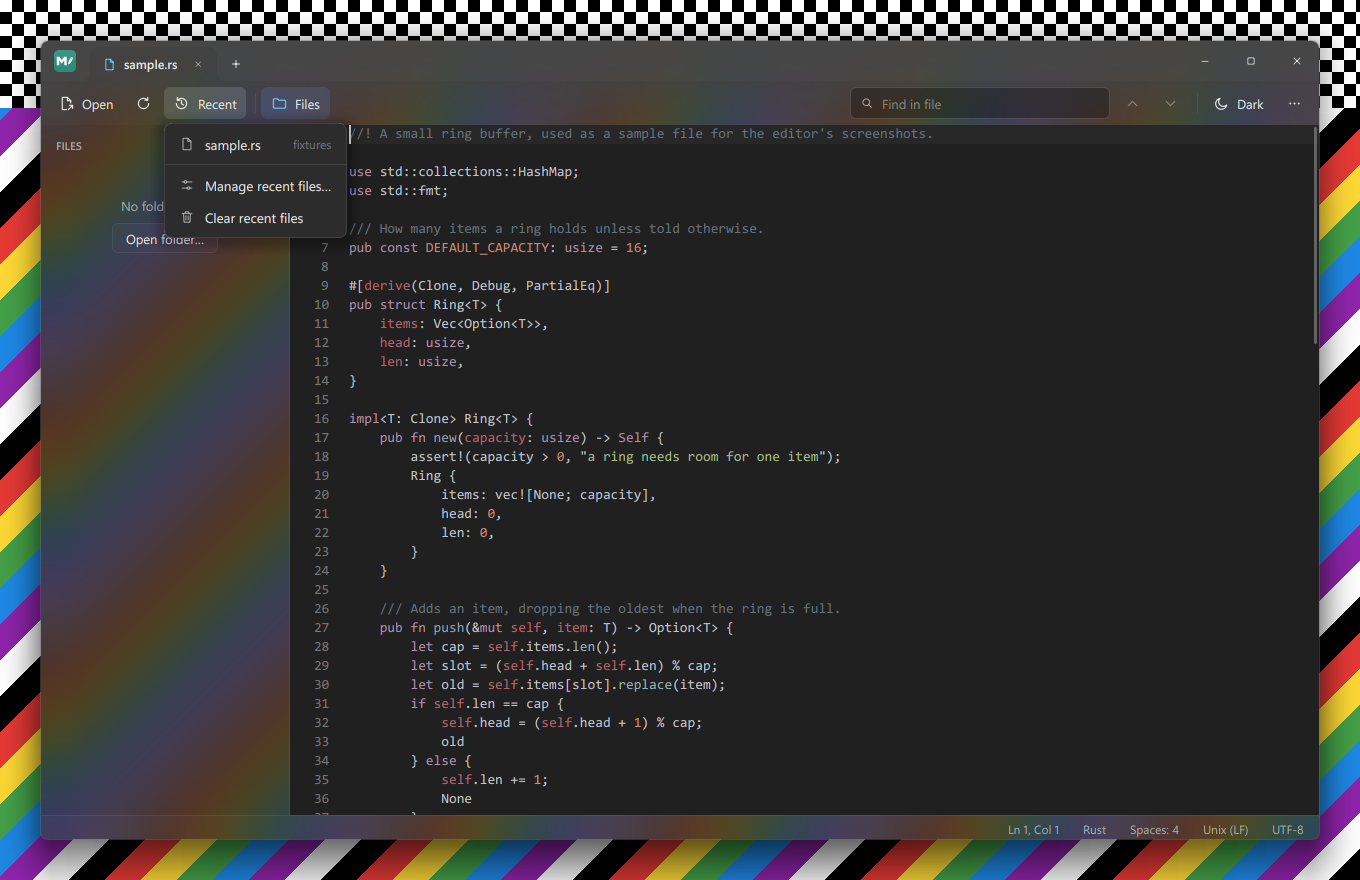 M/ sample.rs
Open Recent Files Find in file Dark
FILES
sample.rs fixtures
Manage recent files...
Clear recent files
No fold
Open folder...
//! A small ring buffer, used as a sample file for the editor's screenshots.
use std::collections::HashMap;
use std::fmt;
/// How many items a ring holds unless told otherwise.
7 pub const DEFAULT_CAPACITY: usize = 16;
8
9 #[derive(Clone, Debug, PartialEq)]
10 pub struct Ring<T> {
11     items: Vec<Option<T>>,
12     head: usize,
13     len: usize,
14 }
15
16 impl<T: Clone> Ring<T> {
17     pub fn new(capacity: usize) -> Self {
18         assert!(capacity > 0, "a ring needs room for one item");
19         Ring {
20             items: vec![None; capacity],
21             head: 0,
22             len: 0,
23         }
24     }
25
26     /// Adds an item, dropping the oldest when the ring is full.
27     pub fn push(&mut self, item: T) -> Option<T> {
28         let cap = self.items.len();
29         let slot = (self.head + self.len) % cap;
30         let old = self.items[slot].replace(item);
31         if self.len == cap {
32             self.head = (self.head + 1) % cap;
33             old
34         } else {
35             self.len += 1;
36             None
Ln 1, Col 1 Rust Spaces: 4 Unix (LF) UTF-8